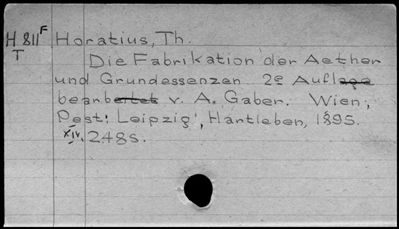 H 811F Horatius, Th.
T Die Fabrikation der Aether
und Grundessenzen 2e Auflage
bearbeitet v. A. Gaber. Wien,
Pest, Leipzig, Hartleben, 1895.
XIV, 248s.